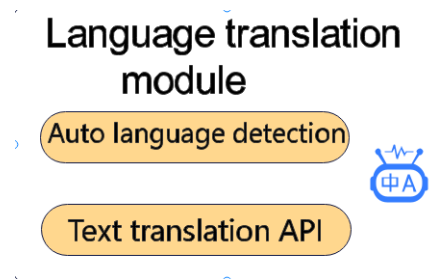 Language translation
module
Auto language detection
中A
Text translation API